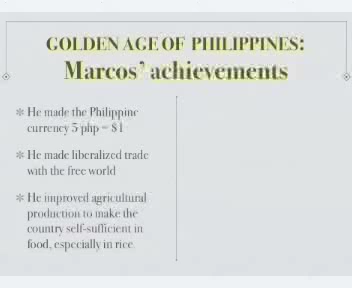 GOLDEN AGE OF PHILIPPINES:
Marcos' achievements
He made the Philippine
currency 5 php = $1
He made liberalized trade
with the free world
He improved agricultural
production to make the
country self-sufficient in
food, especially in rice